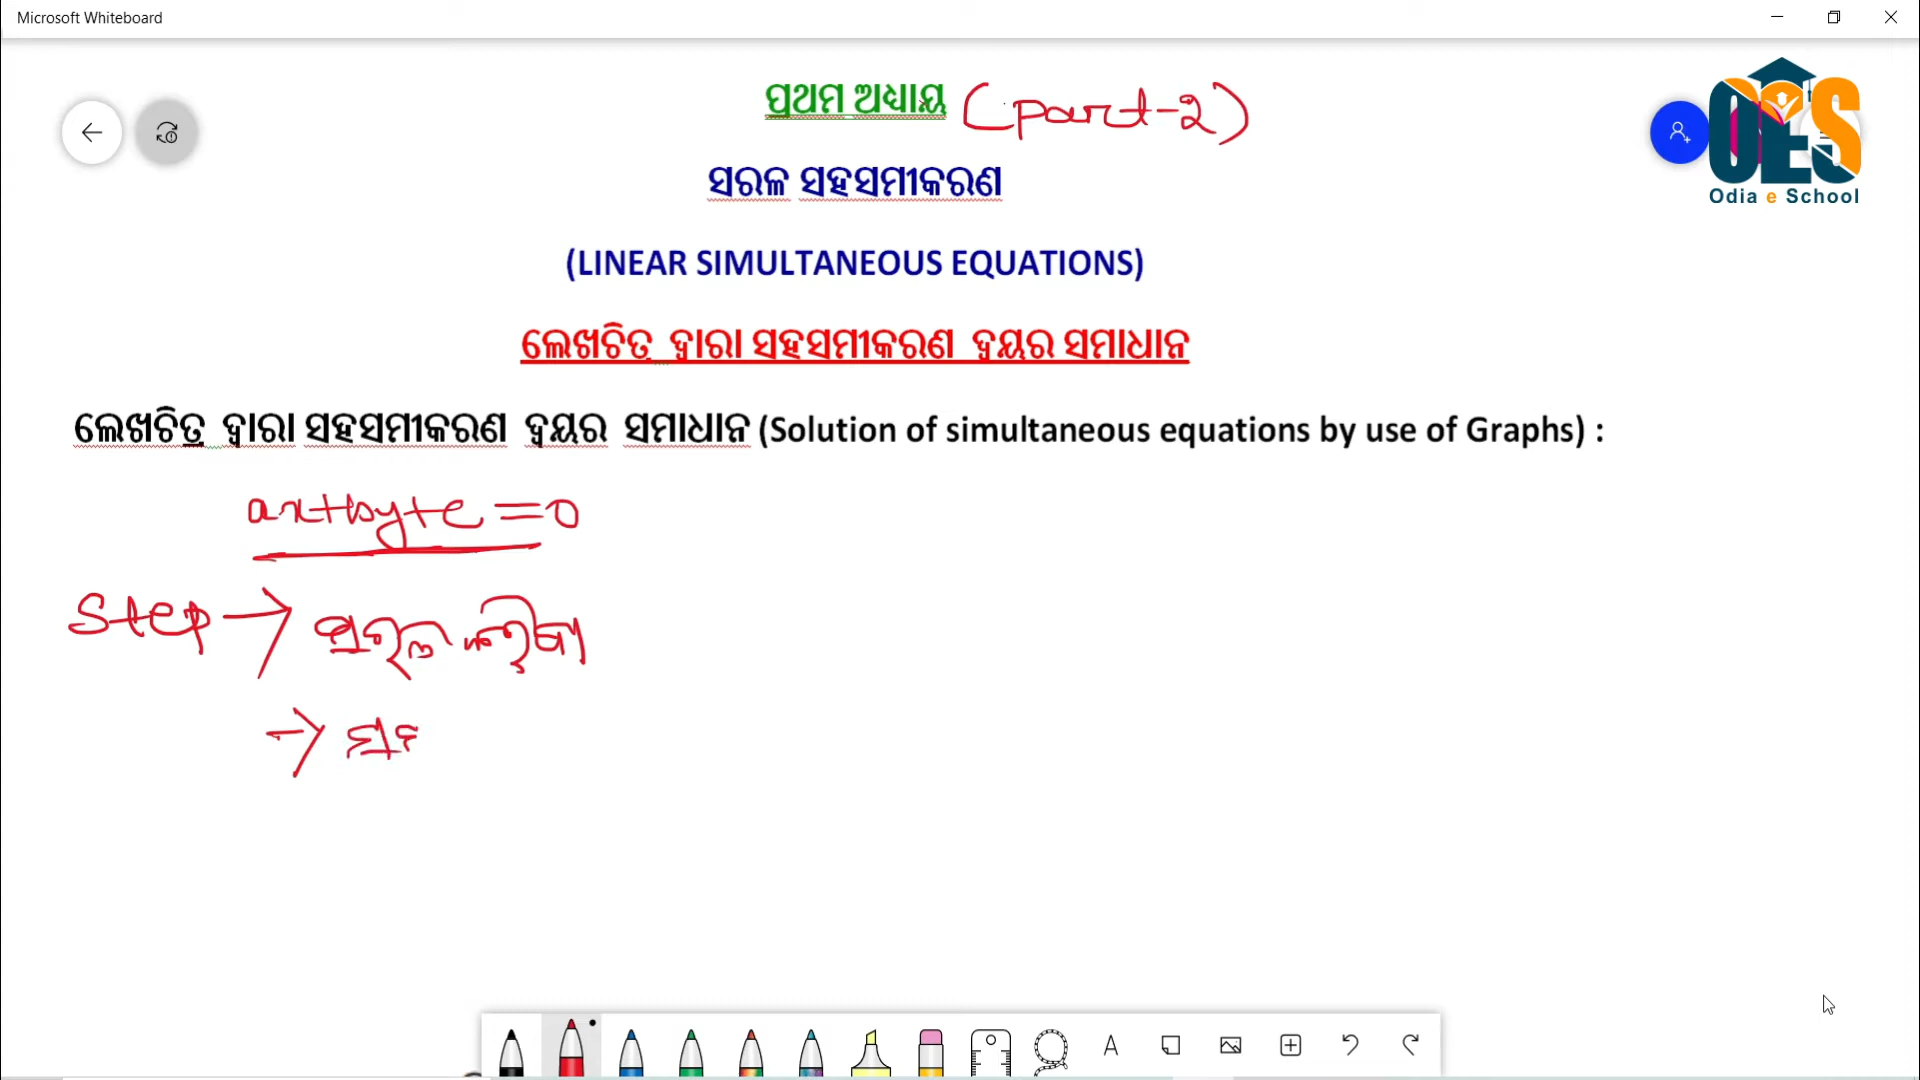 Microsoft Whiteboard
ପ୍ରଥମ ଅଧ୍ୟାୟ (part-2)
OES
Odia e School
ସରଳ ସହସମୀକରଣ
(LINEAR SIMULTANEOUS EQUATIONS)
ଲେଖଚିତ୍ର ଦ୍ୱାରା ସହସମୀକରଣ ଦ୍ୱୟର ସମାଧାନ
ଲେଖଚିତ୍ର ଦ୍ୱାରା ସହସମୀକରଣ ଦ୍ୱୟର ସମାଧାନ (Solution of simultaneous equations by use of Graphs) :
ax+by+c=0
Step →
→